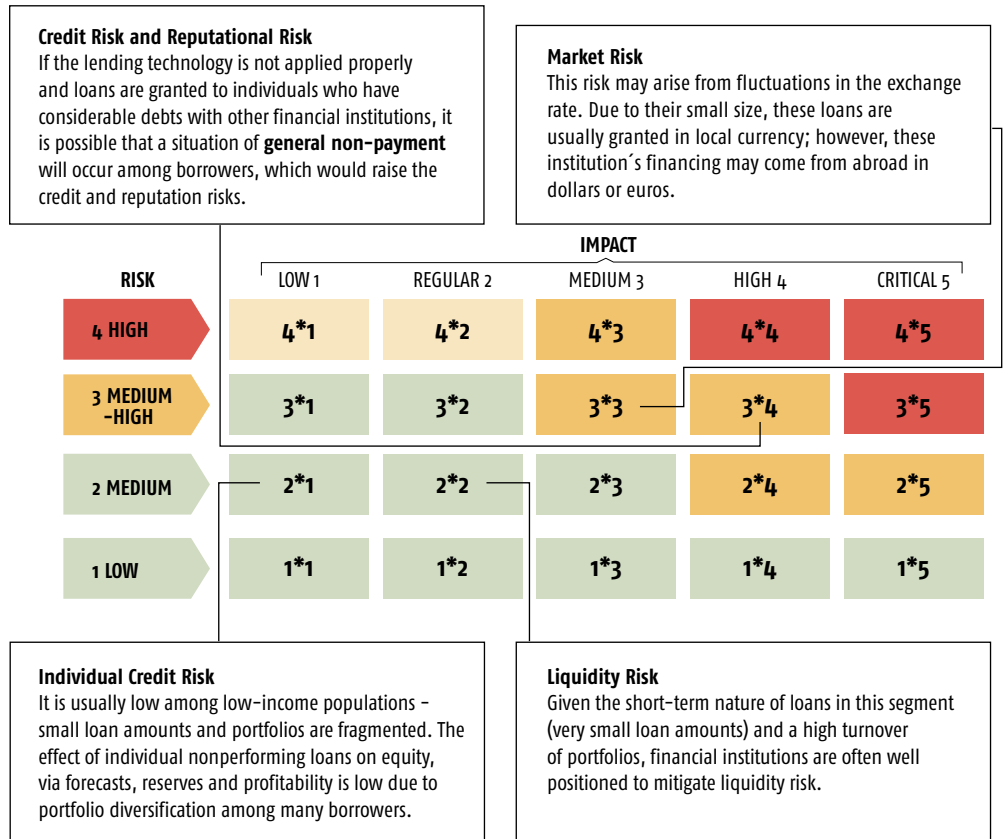 Credit Risk and Reputational Risk
If the lending technology is not applied properly
and loans are granted to individuals who have
considerable debts with other financial institutions, it
is possible that a situation of general non-payment
will occur among borrowers, which would raise the
credit and reputation risks.
Market Risk
This risk may arise from fluctuations in the exchange
rate. Due to their small size, these loans are
usually granted in local currency; however, these
institution´s financing may come from abroad in
dollars or euros.
IMPACT
RISK LOW 1 REGULAR 2 MEDIUM 3 HIGH 4 CRITICAL 5
4 HIGH 4*1 4*2 4*3 4*4 4*5
3 MEDIUM
-HIGH 3*1 3*2 3*3 3*4 3*5
2 MEDIUM 2*1 2*2 2*3 2*4 2*5
1 LOW 1*1 1*2 1*3 1*4 1*5
Individual Credit Risk
It is usually low among low-income populations –
small loan amounts and portfolios are fragmented. The
effect of individual nonperforming loans on equity,
via forecasts, reserves and profitability is low due to
portfolio diversification among many borrowers.
Liquidity Risk
Given the short-term nature of loans in this segment
(very small loan amounts) and a high turnover
of portfolios, financial institutions are often well
positioned to mitigate liquidity risk.